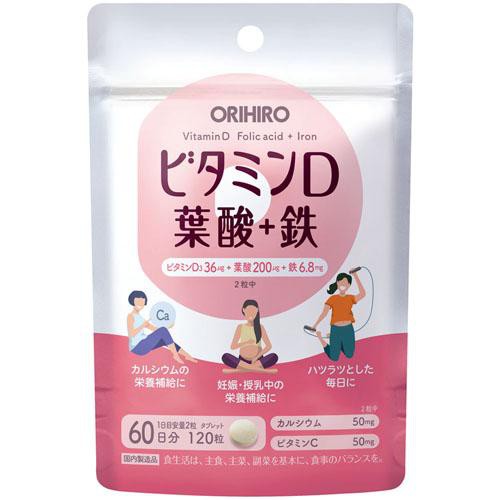 ORIHIRO
Vitamin D Folic acid + Iron
ビタミンD
葉酸+鉄
ビタミンD3 36μg + 葉酸 200μg + 鉄 6.8mg
2粒中
Ca
カルシウムの
栄養補給に
妊娠・授乳中の
栄養補給に
ハツラツとした
毎日に
2粒中
カルシウム 50mg
ビタミンC 50mg
60日分 1日目安量2粒 タブレット 120粒
国内製造品 食生活は、主食、主菜、副菜を基本に、食事のバランスを。